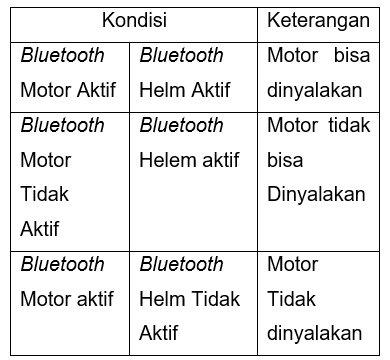 Kondisi Keterangan
Bluetooth Bluetooth Motor bisa
Motor Aktif Helm Aktif dinyalakan
Bluetooth Bluetooth Motor tidak
Motor Helem aktif bisa
Tidak Dinyalakan
Aktif
Bluetooth Bluetooth Motor
Motor aktif Helm Tidak Tidak
Aktif dinyalakan